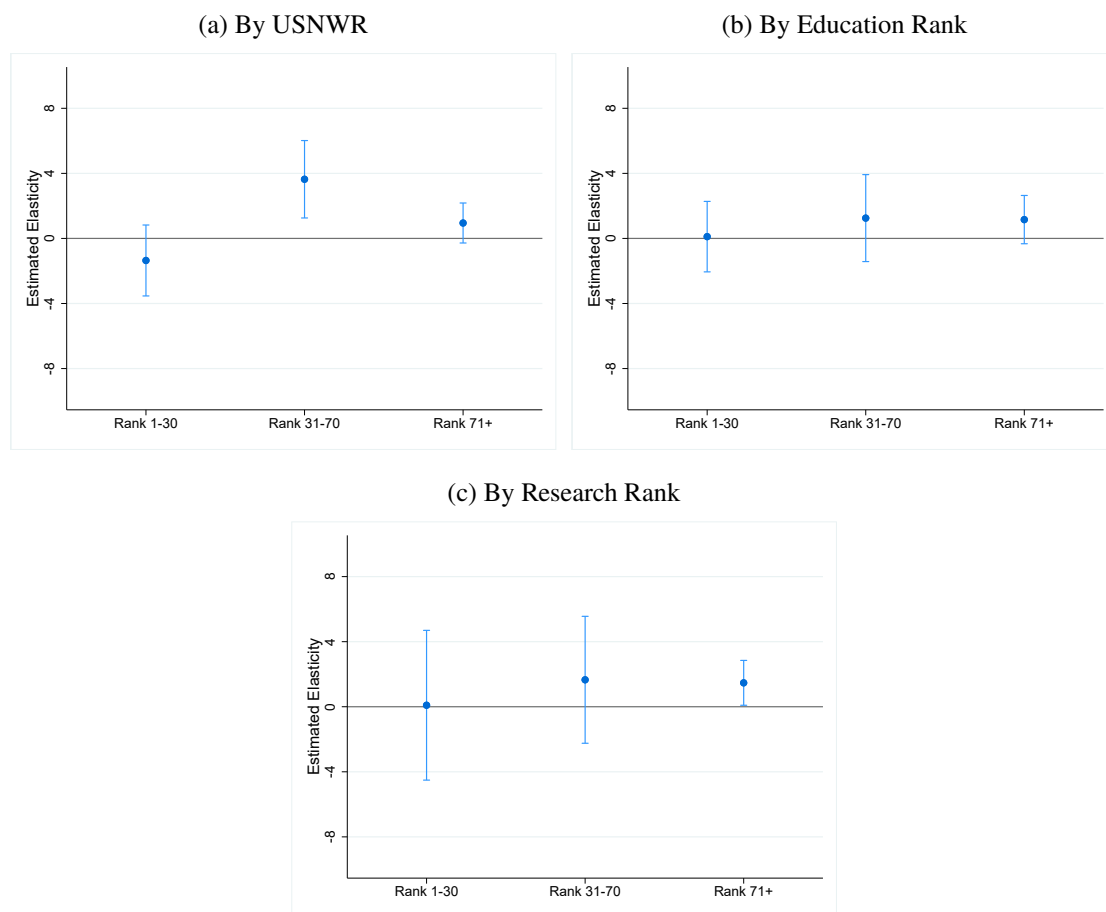 (a) By USNWR
Estimated Elasticity
8
4
0
-4
-8
Rank 1-30
Rank 31-70
Rank 71+
(b) By Education Rank
Estimated Elasticity
8
4
0
-4
-8
Rank 1-30
Rank 31-70
Rank 71+
(c) By Research Rank
Estimated Elasticity
8
4
0
-4
-8
Rank 1-30
Rank 31-70
Rank 71+